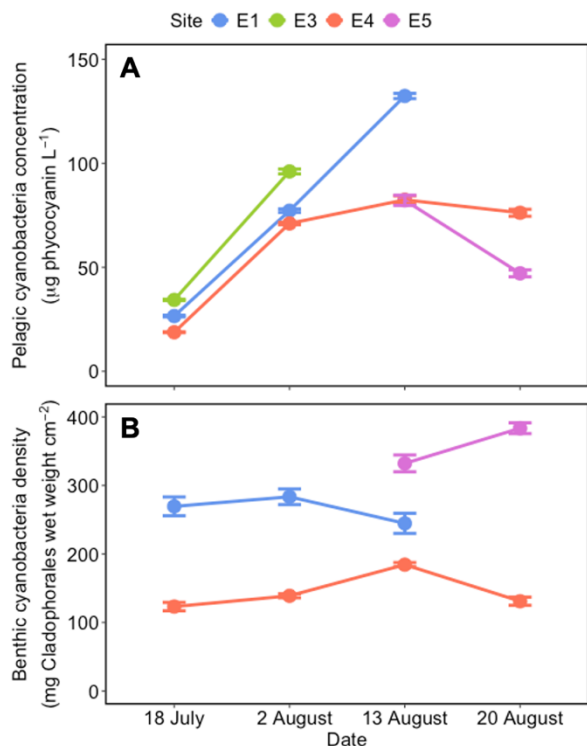 Site E1 E3 E4 E5
A
Pelagic cyanobacteria concentration
(µg phycocyanin L−1)
150
100
50
0
B
Benthic cyanobacteria density
(mg Cladophorales wet weight cm−2)
400
300
200
100
0
18 July 2 August 13 August 20 August
Date